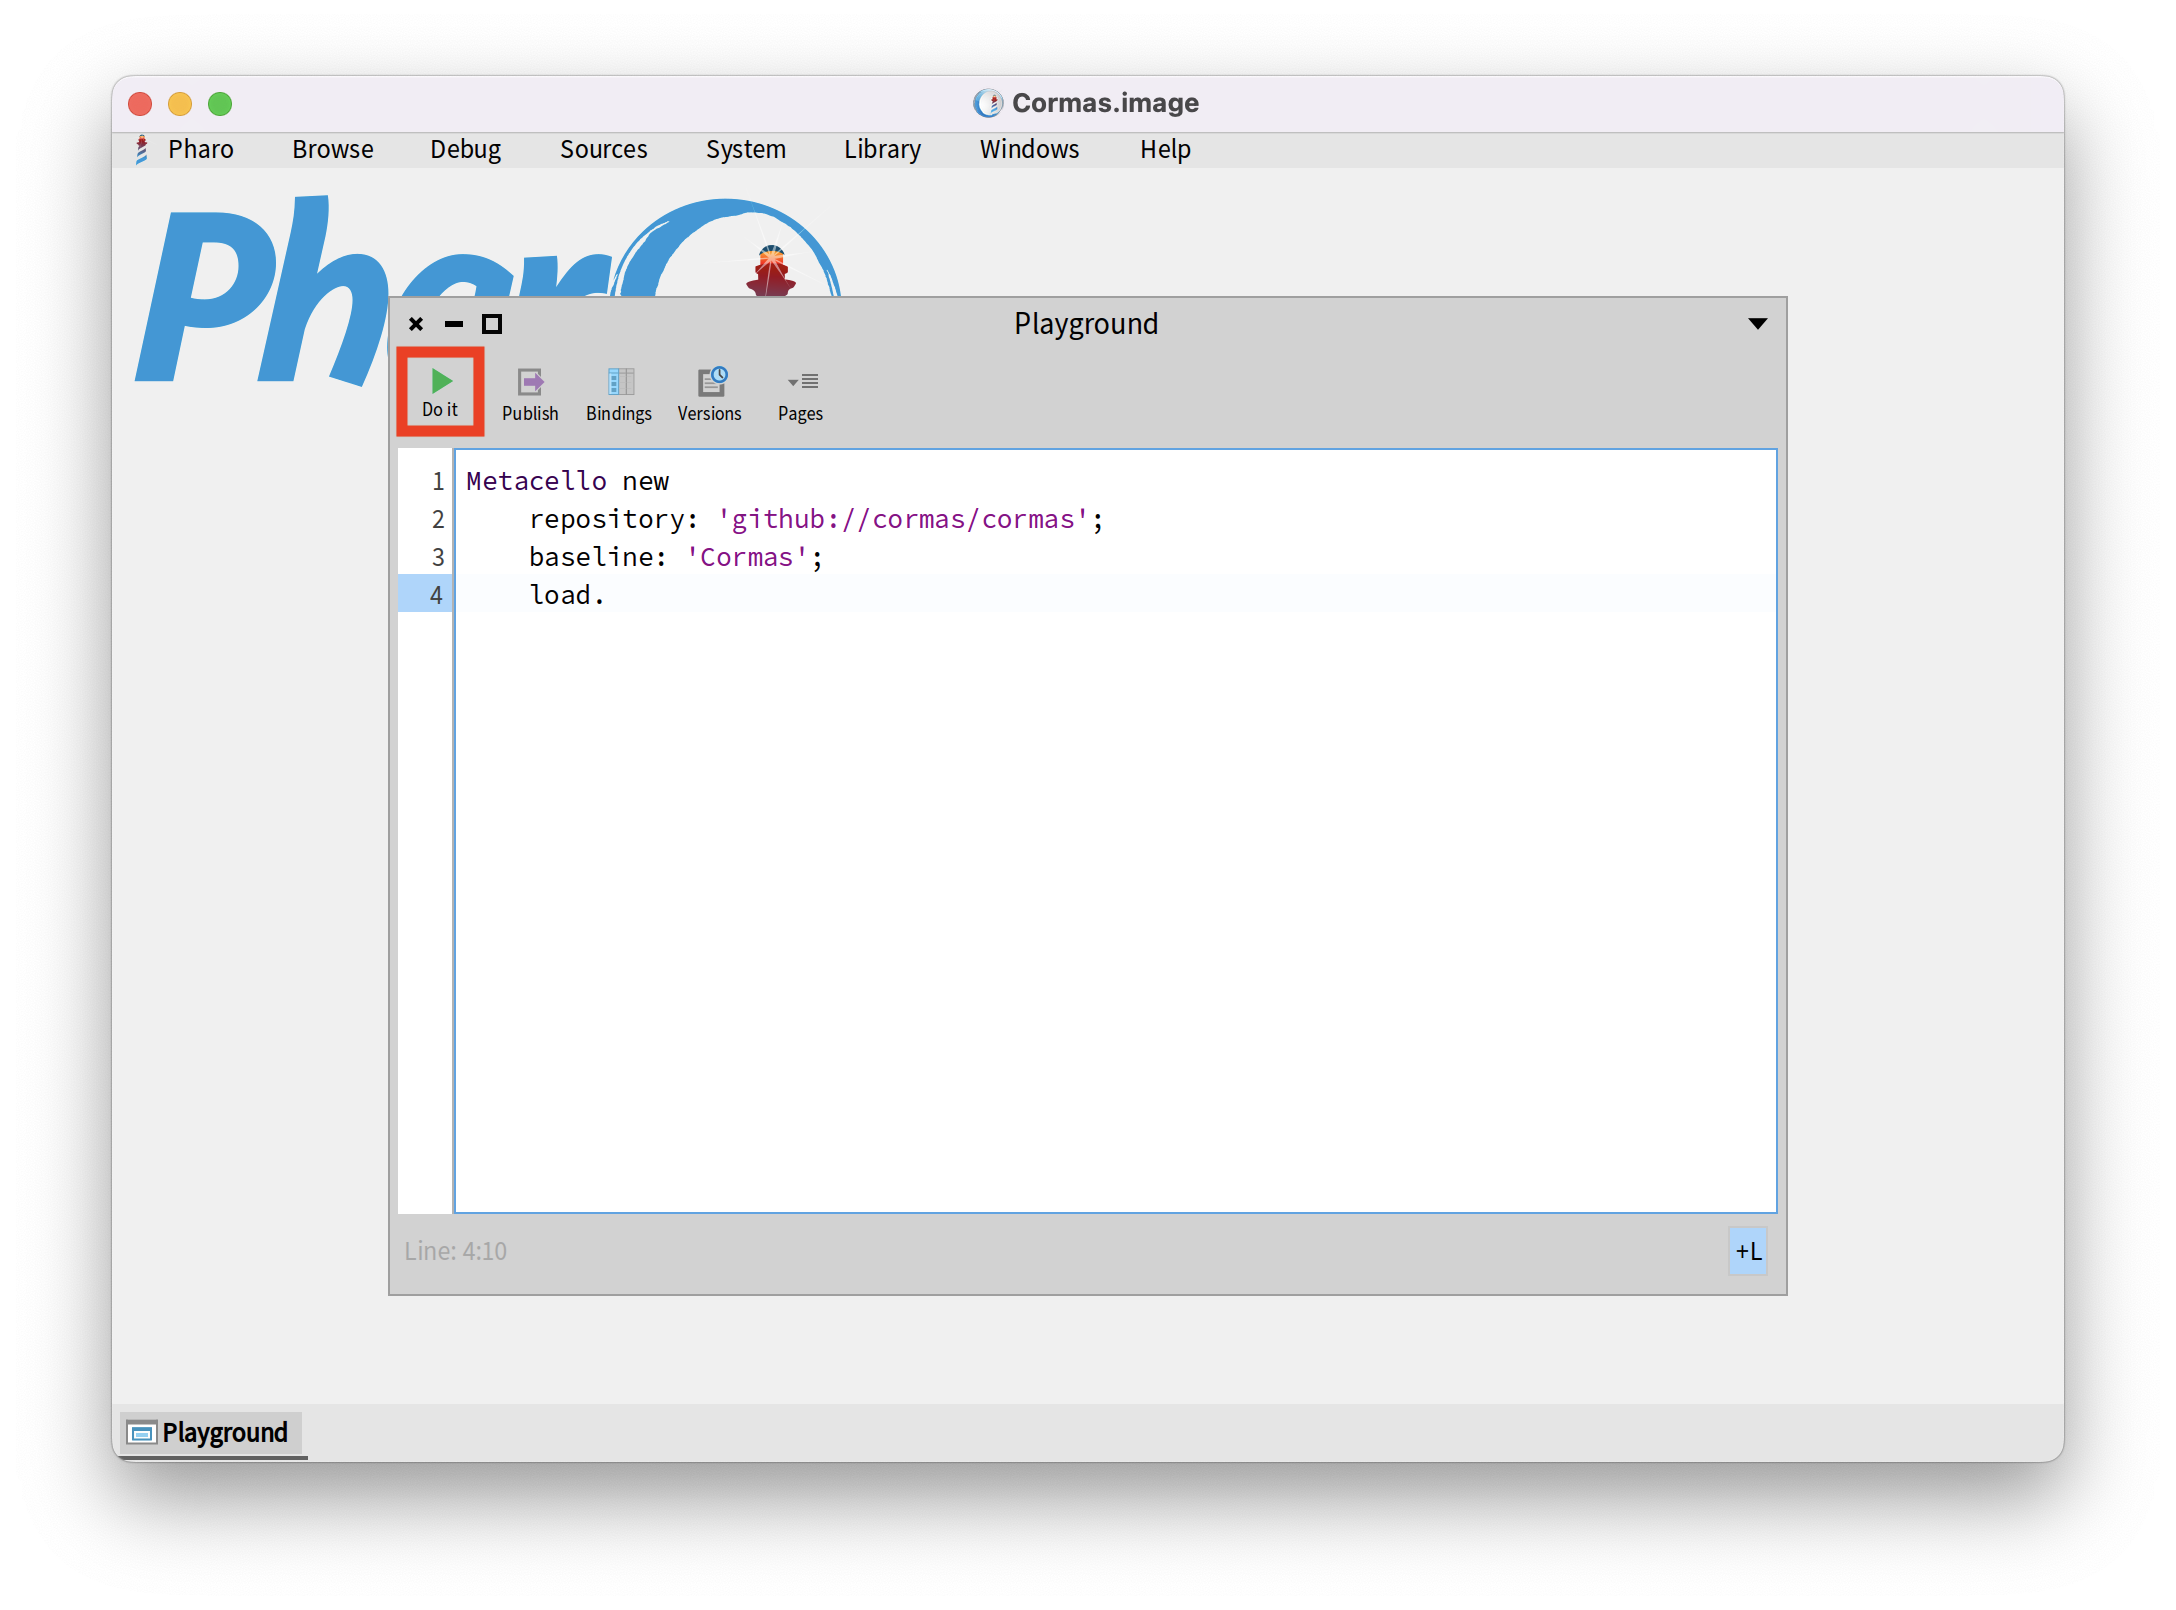 Cormas.image
Pharo Browse Debug Sources System Library Windows Help
Phar
Playground
Do it Publish Bindings Versions Pages
1 Metacello new
2 repository: 'github://cormas/cormas';
3 baseline: 'Cormas';
4 load.
Line: 4:10 +L
Playground